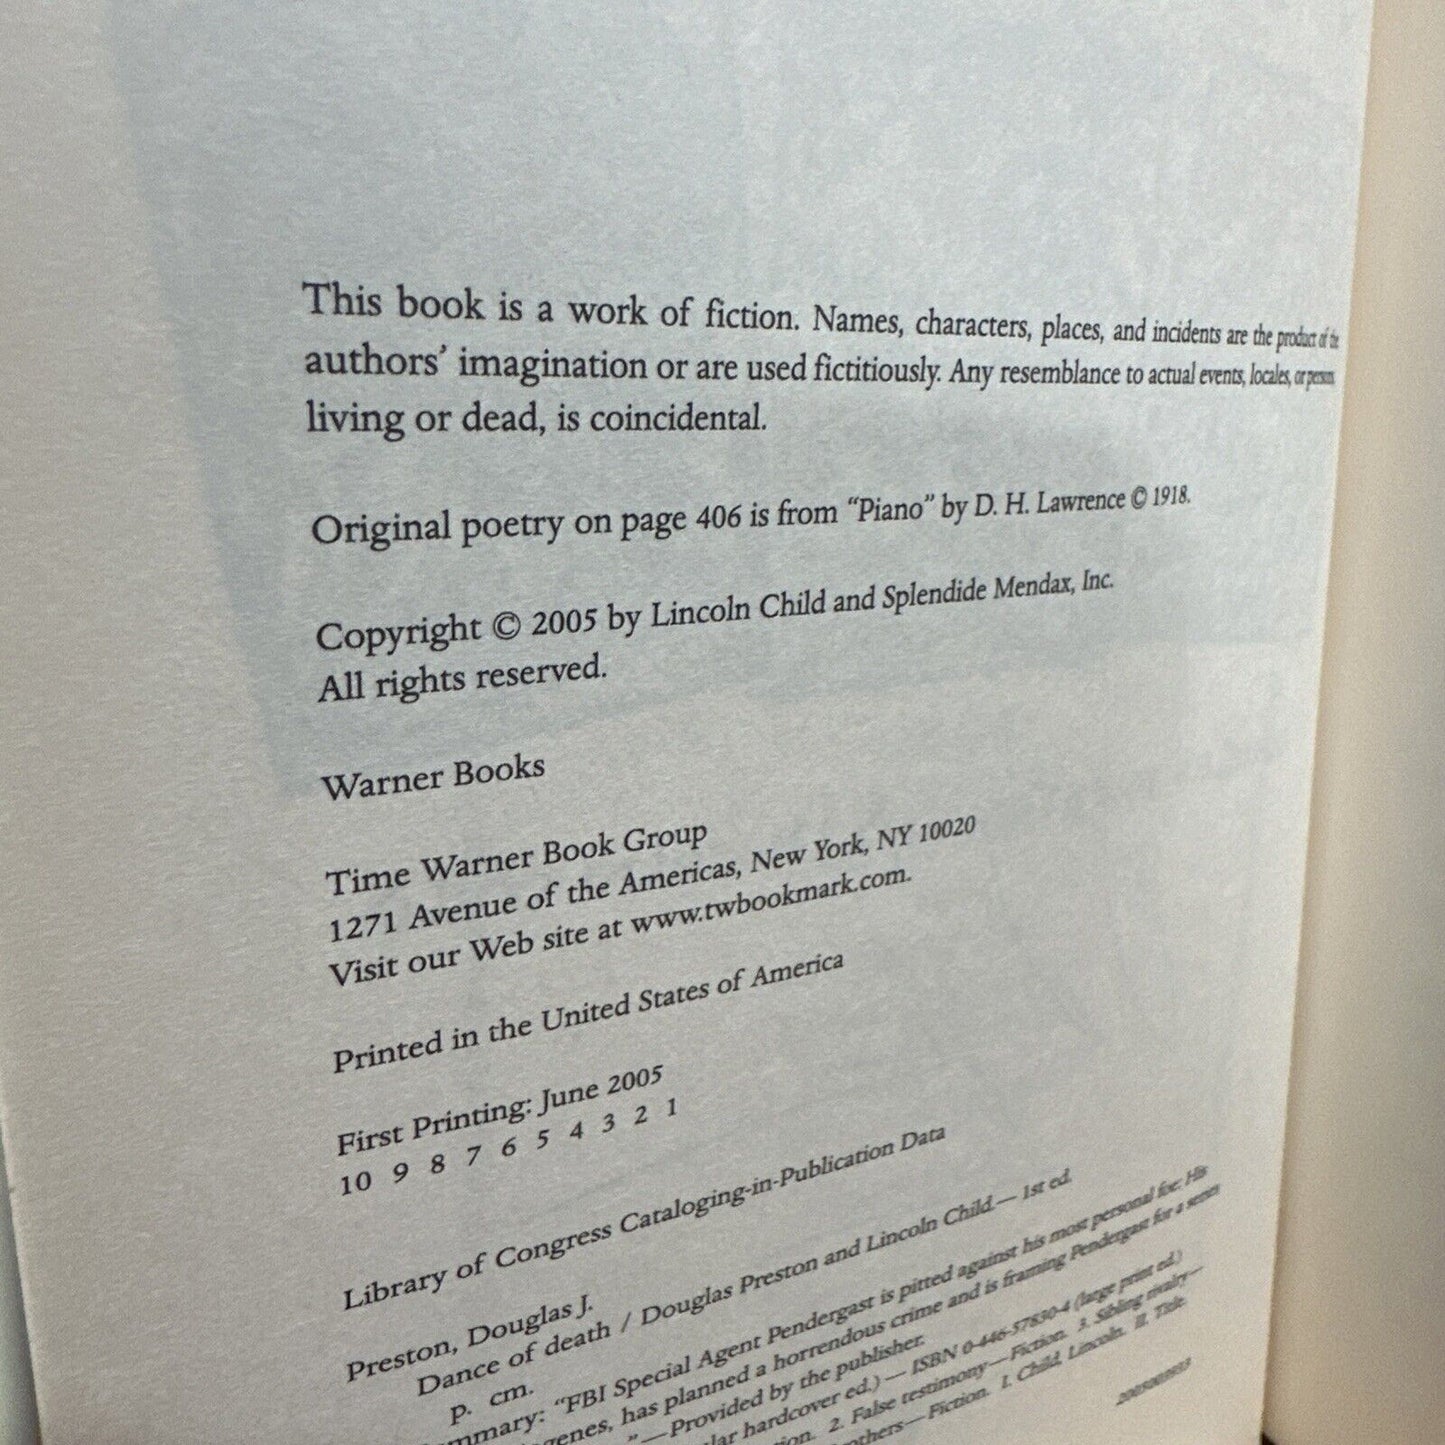 This book is a work of fiction. Names, characters, places, and incidents are the product of the
authors' imagination or are used fictitiously. Any resemblance to actual events, locales, or persons
living or dead, is coincidental.
Original poetry on page 406 is from “Piano” by D. H. Lawrence © 1918.
Copyright © 2005 by Lincoln Child and Splendide Mendax, Inc.
All rights reserved.
Warner Books
Time Warner Book Group
1271 Avenue of the Americas, New York, NY 10020
Visit our Web site at www.twbookmark.com.
Printed in the United States of America
First Printing: June 2005
10 9 8 7 6 5 4 3 2 1
Library of Congress Cataloging-in-Publication Data
Preston, Douglas J.
Dance of death / Douglas Preston and Lincoln Child.— 1st ed.
p. cm.
mmary: “FBI Special Agent Pendergast is pitted against his most personal foe: His
genes, has planned a horrendous crime and is framing Pendergast for a series
”—Provided by the publisher.
lar hardcover ed.) — ISBN 0-446-57830-4 (large print ed.)
ion. 2. False testimony—Fiction. 3. Sibling rivalry—
others—Fiction. I. Child, Lincoln. II. Title.